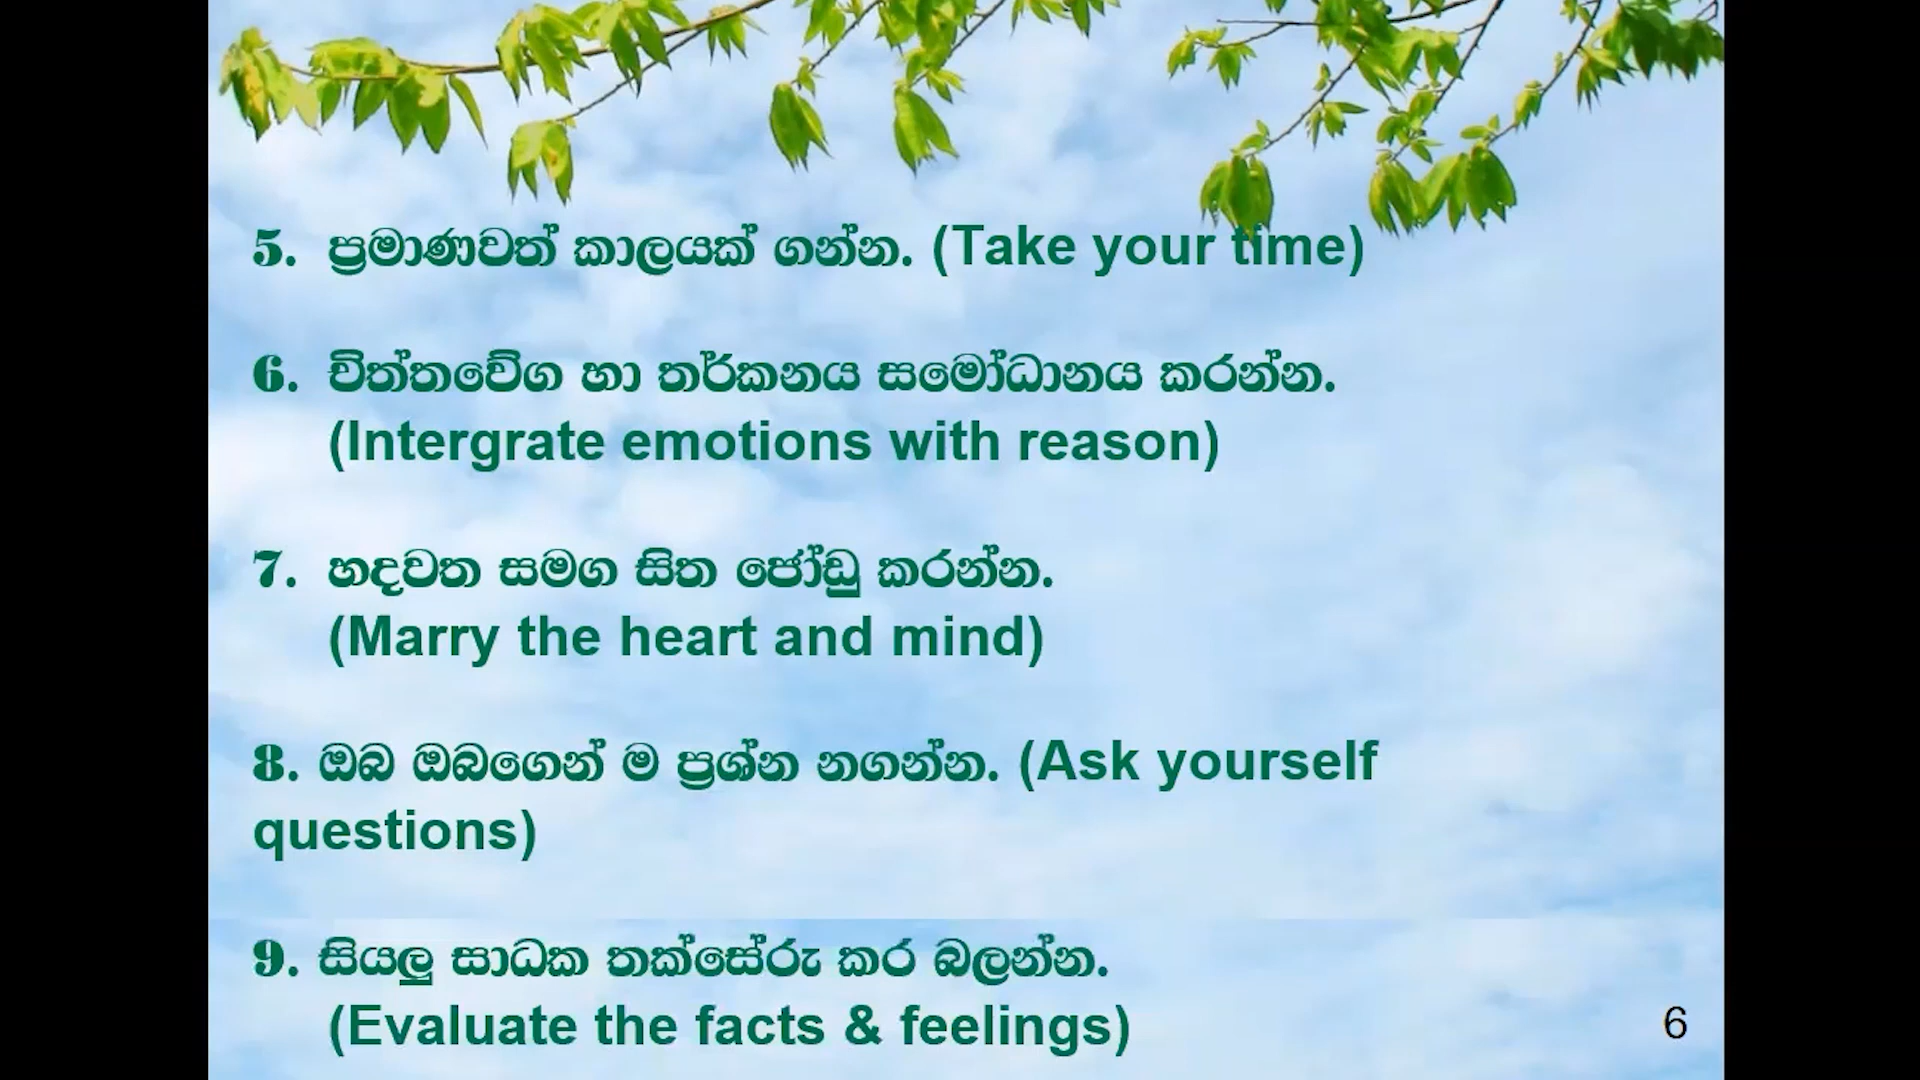 5. ප්‍රමාණවත් කාලයක් ගන්න. (Take your time)
6. චිත්තවේග හා තර්කනය සමෝධානය කරන්න.
(Intergrate emotions with reason)
7. හදවත සමග සිත ජෝඩු කරන්න.
(Marry the heart and mind)
8. ඔබ ඔබගෙන් ම ප්‍රශ්න නගන්න. (Ask yourself
questions)
9. සියලු සාධක තක්සේරු කර බලන්න.
(Evaluate the facts & feelings)
6